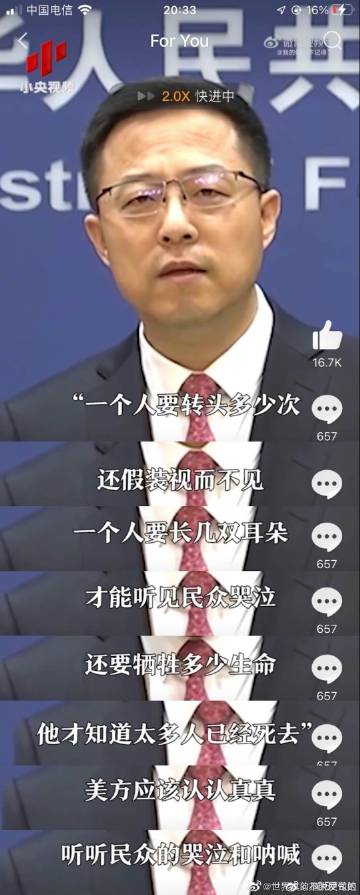 中国电信
20:33
16%
For You
小央视频
人民共
stri
F
2.0X 快进中
16.7K
“一个人要转头多少次
657
还假装视而不见
一个人要长几双耳朵
657
才能听见民众哭泣
657
还要牺牲多少生命
657
他才知道太多人已经死去”
657
美方应该认认真真
657
听听民众的哭泣和呐喊